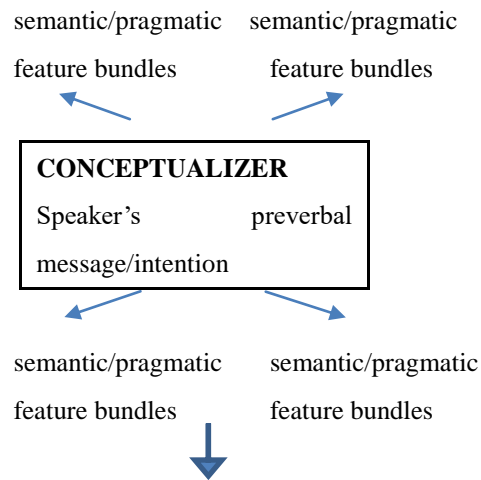 semantic/pragmatic semantic/pragmatic
feature bundles feature bundles
CONCEPTUALIZER
Speaker’s preverbal
message/intention
semantic/pragmatic semantic/pragmatic
feature bundles feature bundles